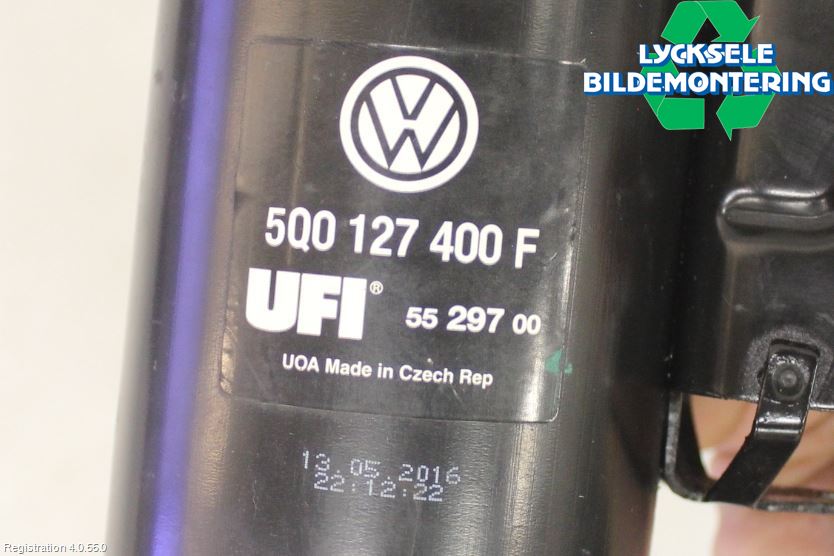 LYCKSELE
BILDEMONTERING
VW
5Q0 127 400 F
UFI® 55 297 00
UOA Made in Czech Rep
13.05.2016
22:12:22
Registration 4.0.66.0